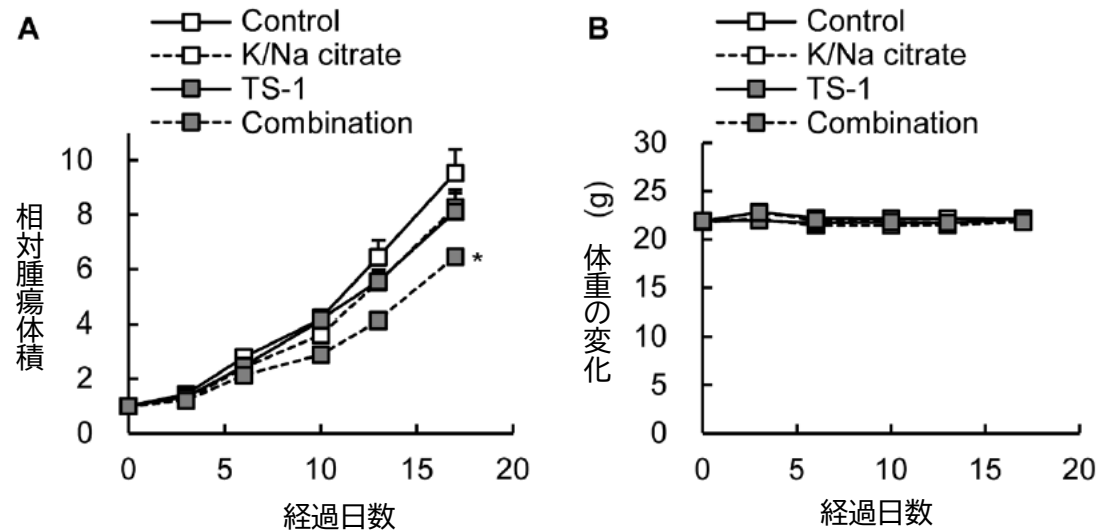 A
Control
K/Na citrate
TS-1
Combination
10
8
6
4
2
0
相対腫瘍体積
*
0 5 10 15 20
経過日数
B
Control
K/Na citrate
TS-1
Combination
30
25
20
15
10
5
0
体重の変化 (g)
0 5 10 15 20
経過日数